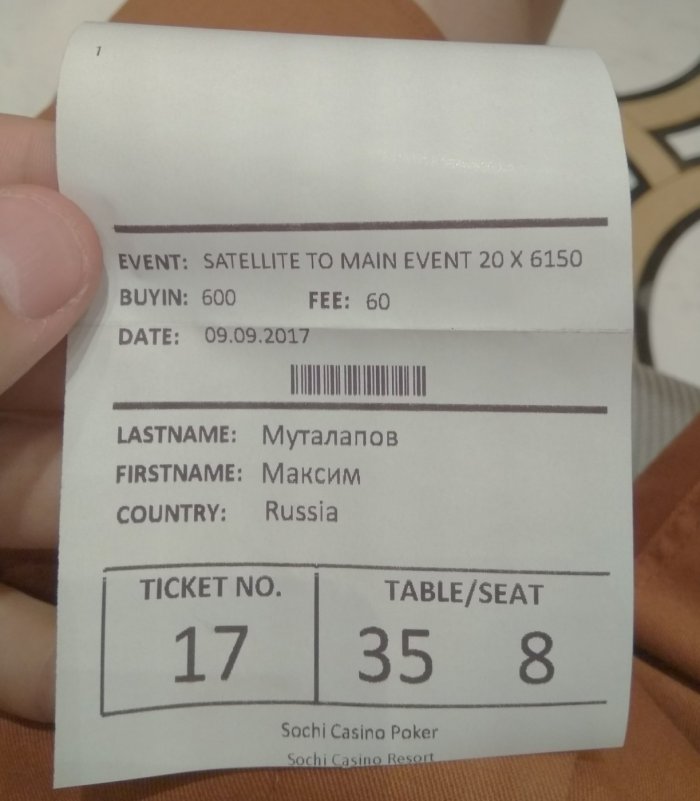 1
EVENT: SATELLITE TO MAIN EVENT 20 X 6150
BUYIN: 600 FEE: 60
DATE: 09.09.2017
LASTNAME: Муталапов
FIRSTNAME: Максим
COUNTRY: Russia
TICKET NO. TABLE/SEAT
17 35 8
Sochi Casino Poker
Sochi Casino Resort